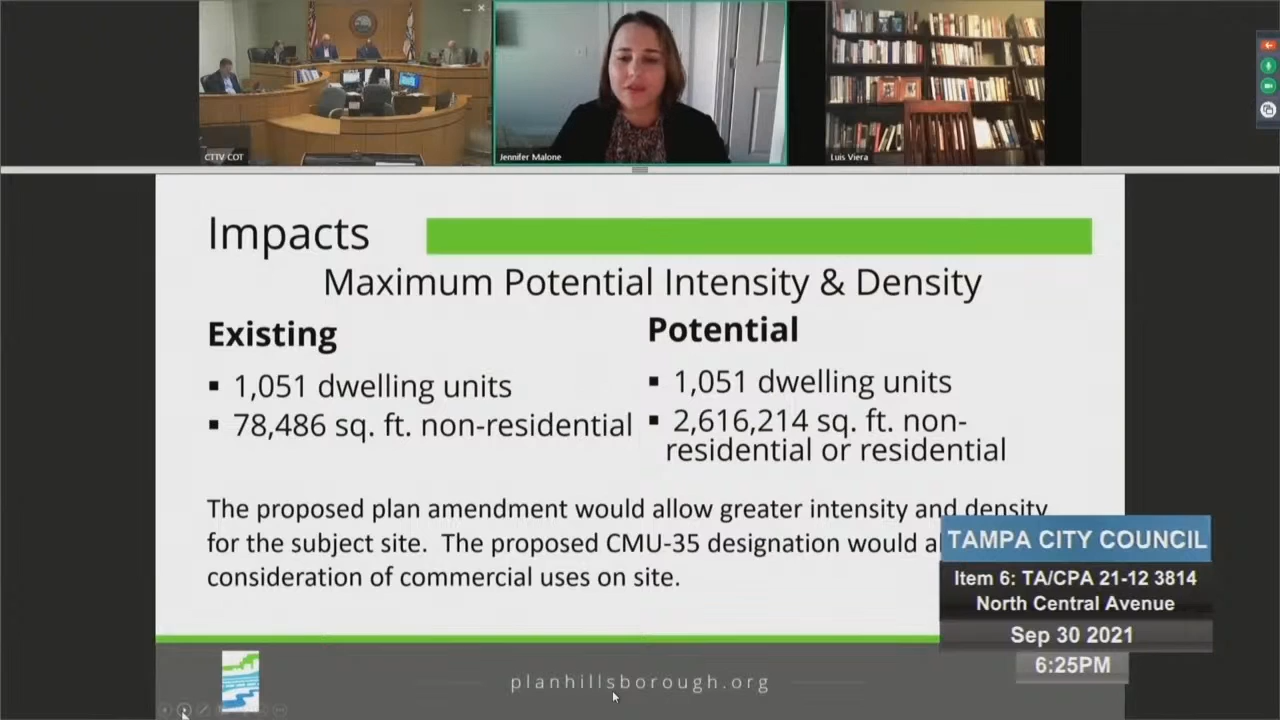 CTTV COT
Jennifer Malone
Luis Viera
Impacts
Maximum Potential Intensity & Density
Existing
▪ 1,051 dwelling units
▪ 78,486 sq. ft. non-residential
Potential
▪ 1,051 dwelling units
▪ 2,616,214 sq. ft. non-
residential or residential
The proposed plan amendment would allow greater intensity and density
for the subject site. The proposed CMU-35 designation would
consideration of commercial uses on site.
TAMPA CITY COUNCIL
Item 6: TA/CPA 21-12 3814
North Central Avenue
Sep 30 2021
6:25PM
planhillsborough.org